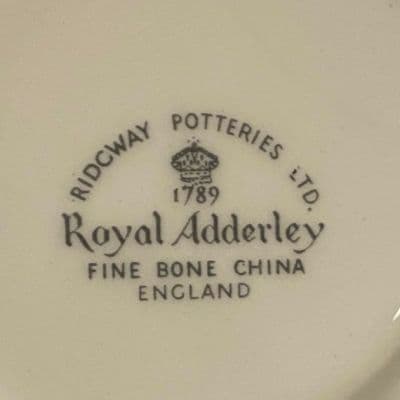 RIDGWAY POTTERIES LTD.
1789
Royal Adderley
FINE BONE CHINA
ENGLAND